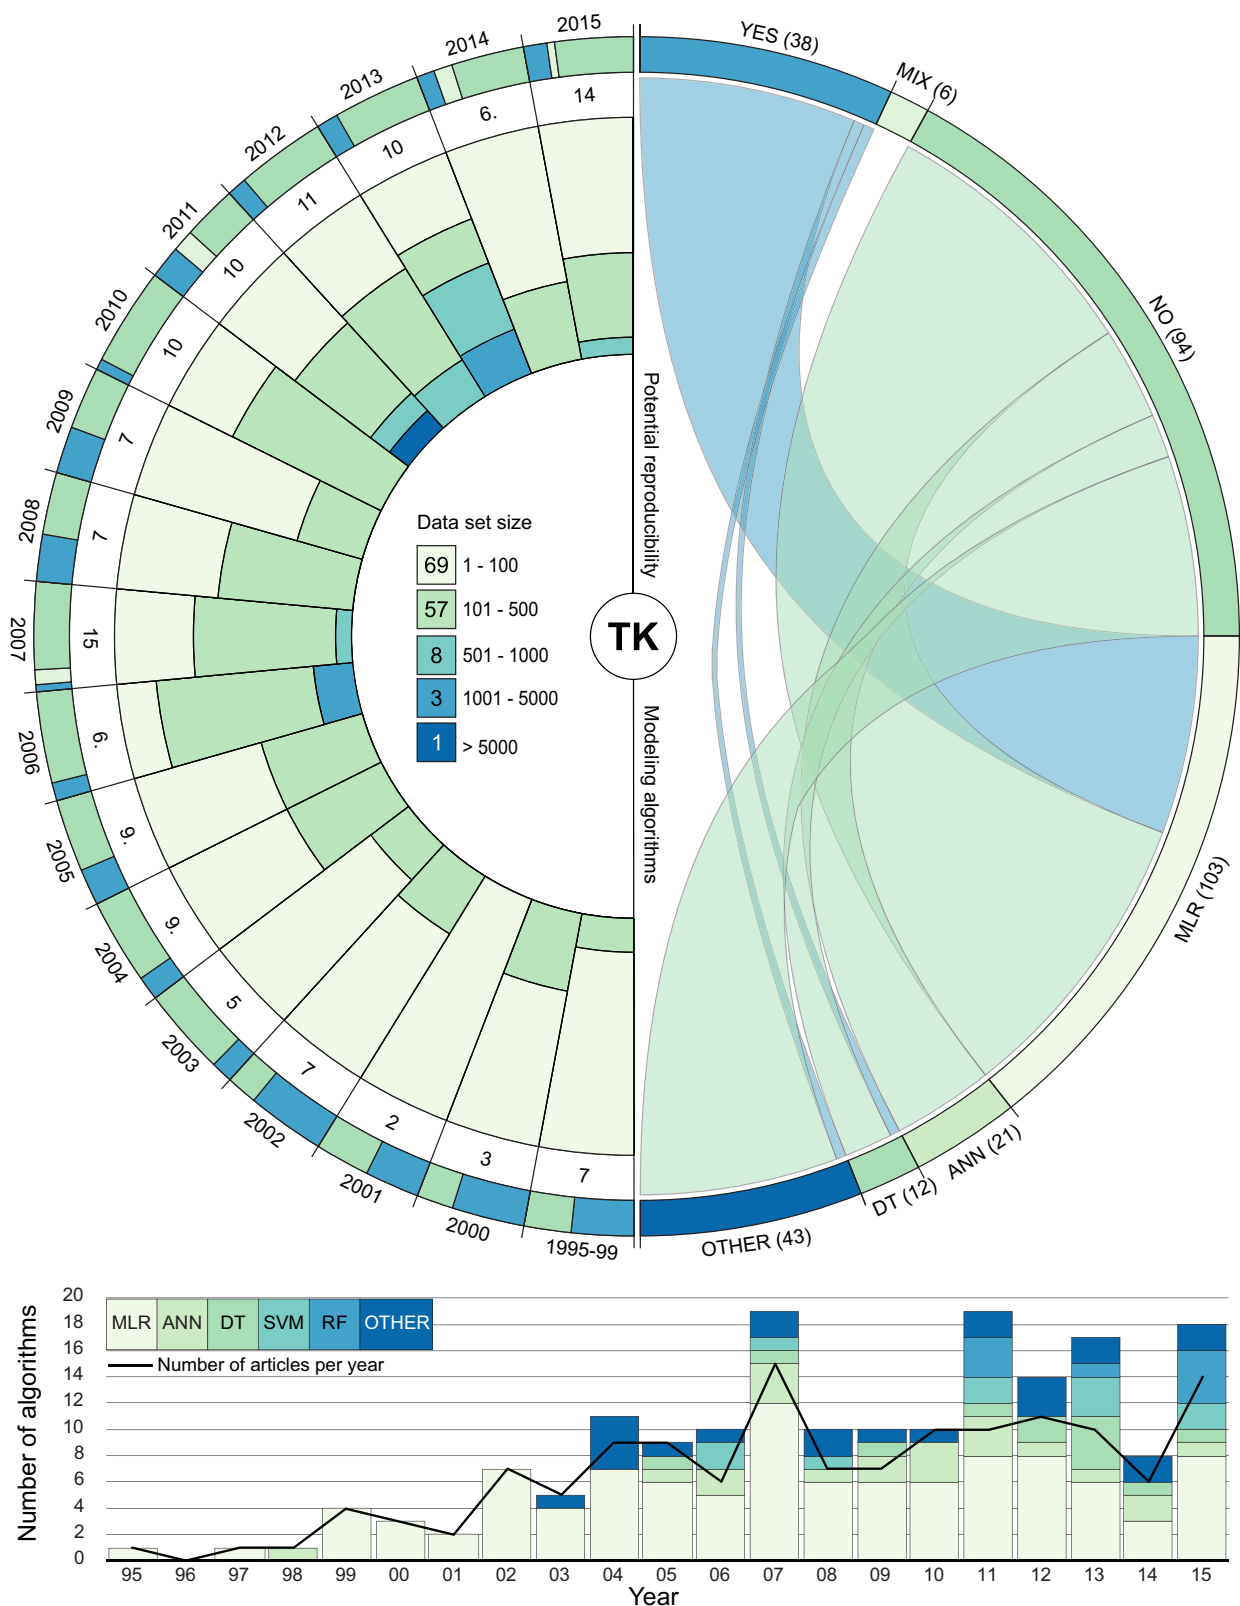 2015
2014
2013
2012
2011
2010
2009
2008
2007
2006
2005
2004
2003
2002
2001
2000
1995-99
14
6.
10
11
10
10
7
7
15
6.
9.
9.
5
7
2
3
7
YES (38)
MIX (6)
NO (94)
MLR (103)
ANN (21)
DT (12)
OTHER (43)
Potential reproducibility
TK
Modeling algorithms
Data set size
69 1 - 100
57 101 - 500
8 501 - 1000
3 1001 - 5000
1 > 5000
Number of algorithms
20
18
16
14
12
10
8
6
4
2
0
MLR ANN DT SVM RF OTHER
Number of articles per year
95 96 97 98 99 00 01 02 03 04 05 06 07 08 09 10 11 12 13 14 15
Year